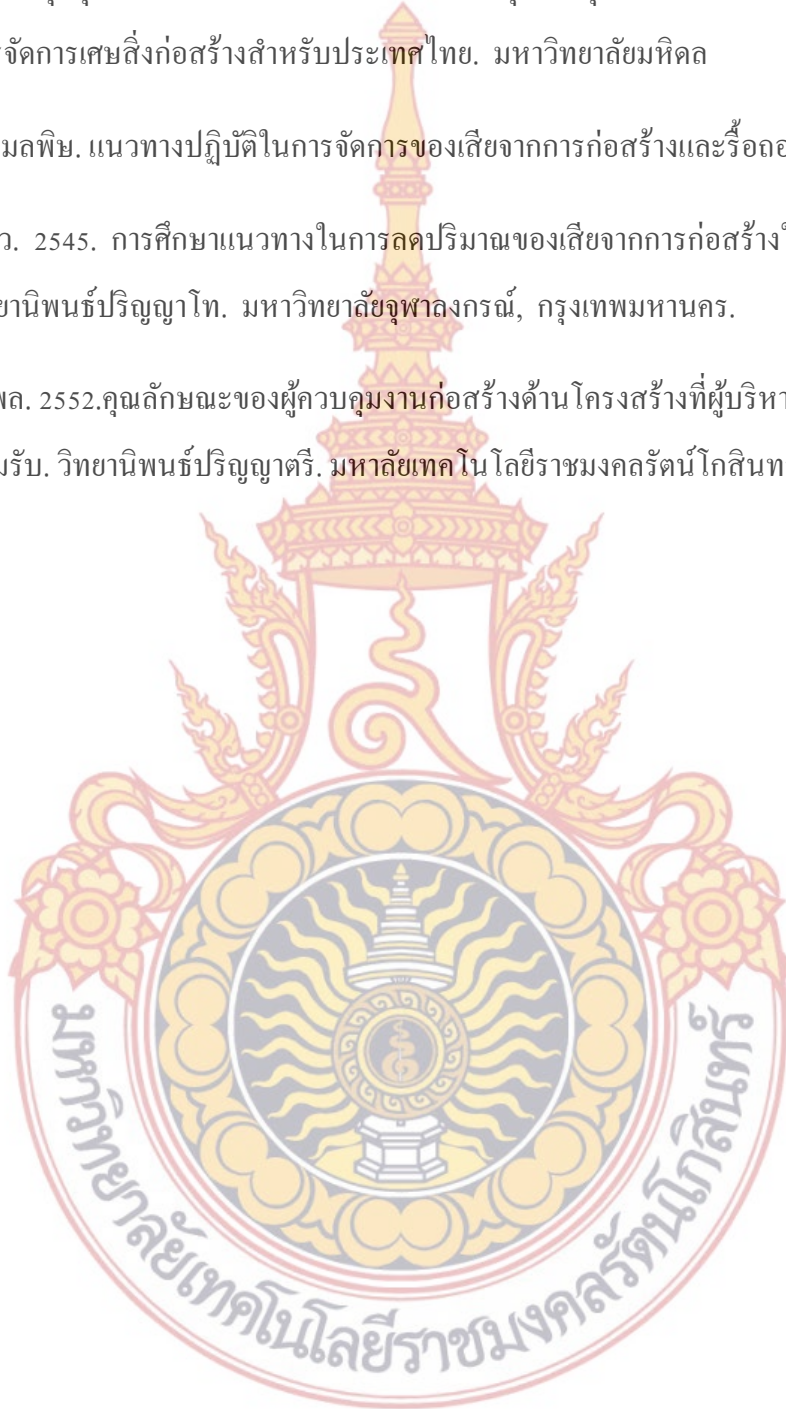 จัดการเศษสิ่งก่อสร้างสำหรับประเทศไทย. มหาวิทยาลัยมหิดล
มลพิษ. แนวทางปฏิบัติในการจัดการของเสียจากการก่อสร้างและรื้อถอ
ว. 2545. การศึกษาแนวทางในการลดปริมาณของเสียจากการก่อสร้างใ
ยานิพนธ์ปริญญาโท. มหาวิทยาลัยจุฬาลงกรณ์, กรุงเทพมหานคร.
พล. 2552.คุณลักษณะของผู้ควบคุมงานก่อสร้างด้านโครงสร้างที่ผู้บริหา
มรับ. วิทยานิพนธ์ปริญญาตรี. มหาลัยเทคโนโลยีราชมงคลรัตน์โกสินท
มหาวิทยาลัยเทคโนโลยีราชมงคลรัตนโกสินทร์